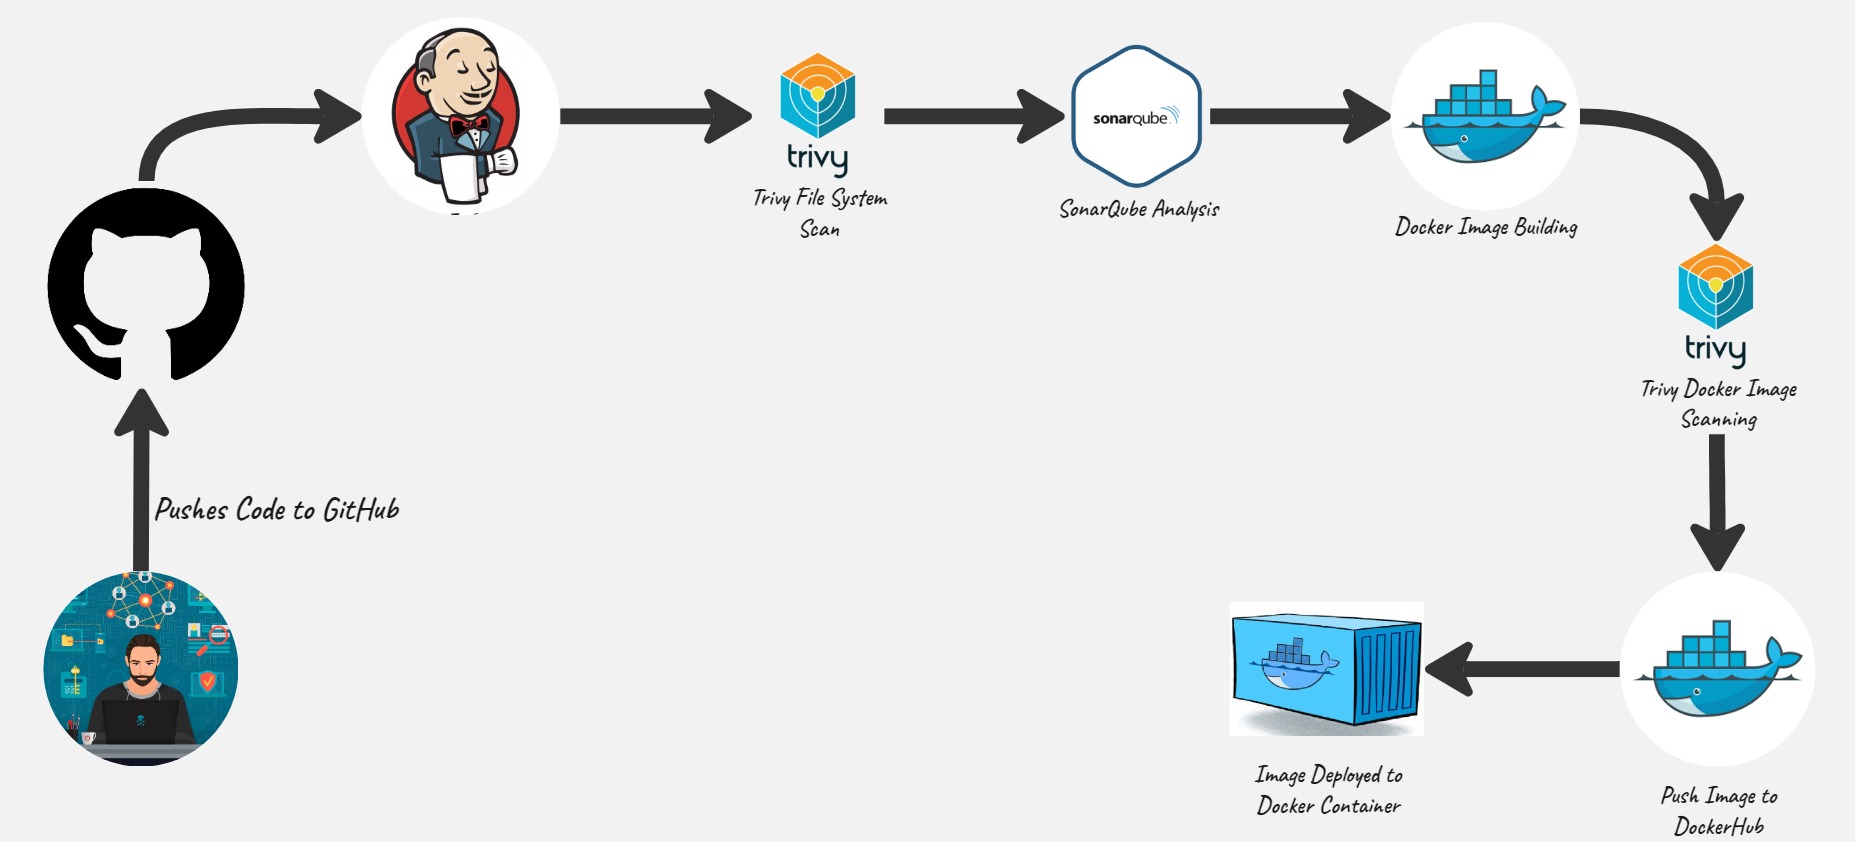 trivy
Trivy File System
Scan
sonarqube
SonarQube Analysis
Docker Image Building
trivy
Trivy Docker Image
Scanning
Pushes Code to GitHub
Image Deployed to
Docker Container
Push Image to
DockerHub